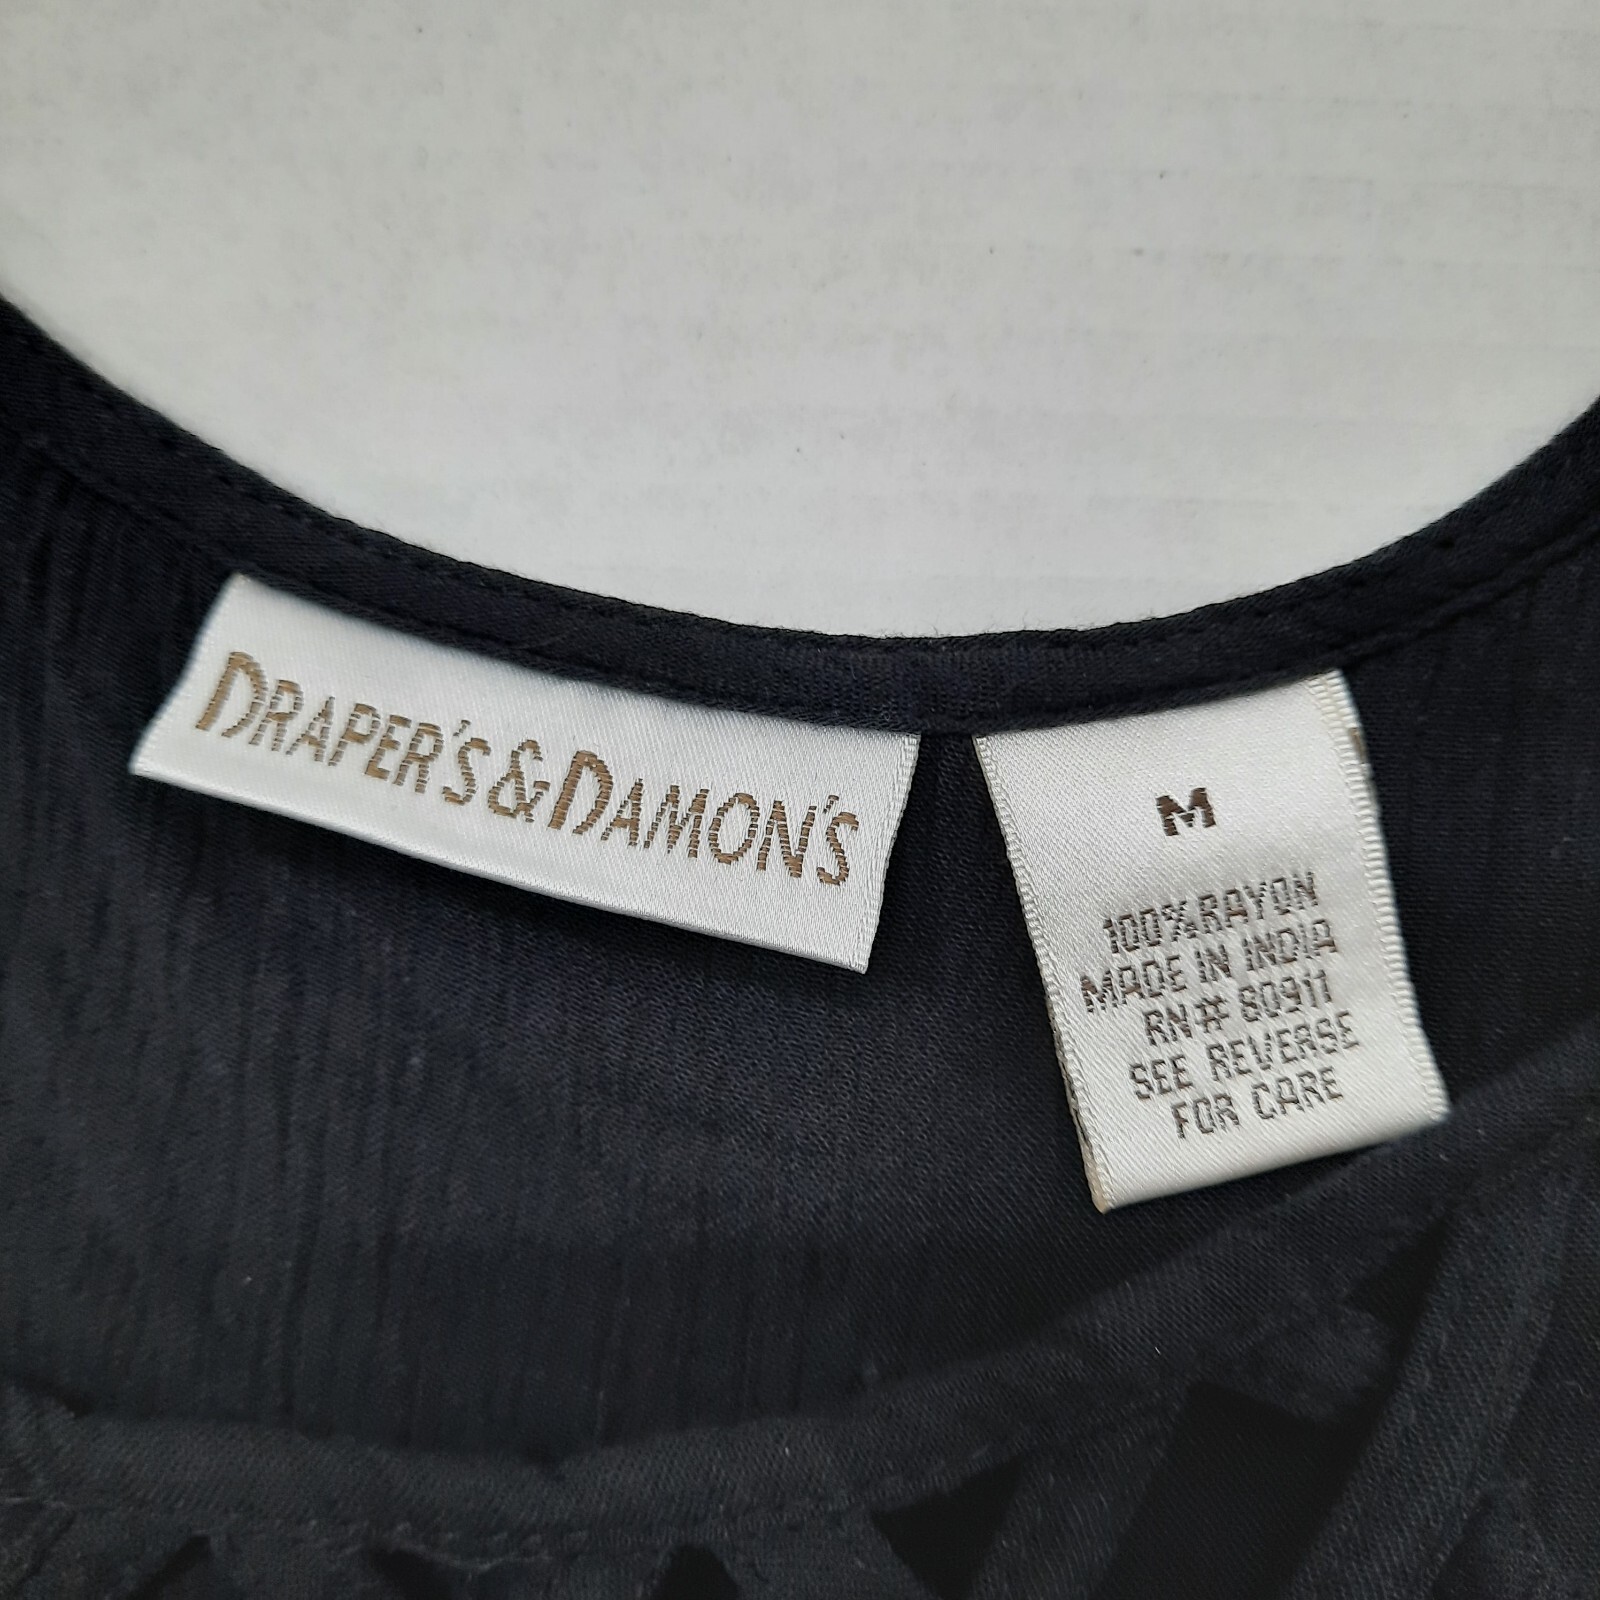 DRAPER'S & DAMON'S
M
100% RAYON
MADE IN INDIA
RN# 80911
SEE REVERSE
FOR CARE